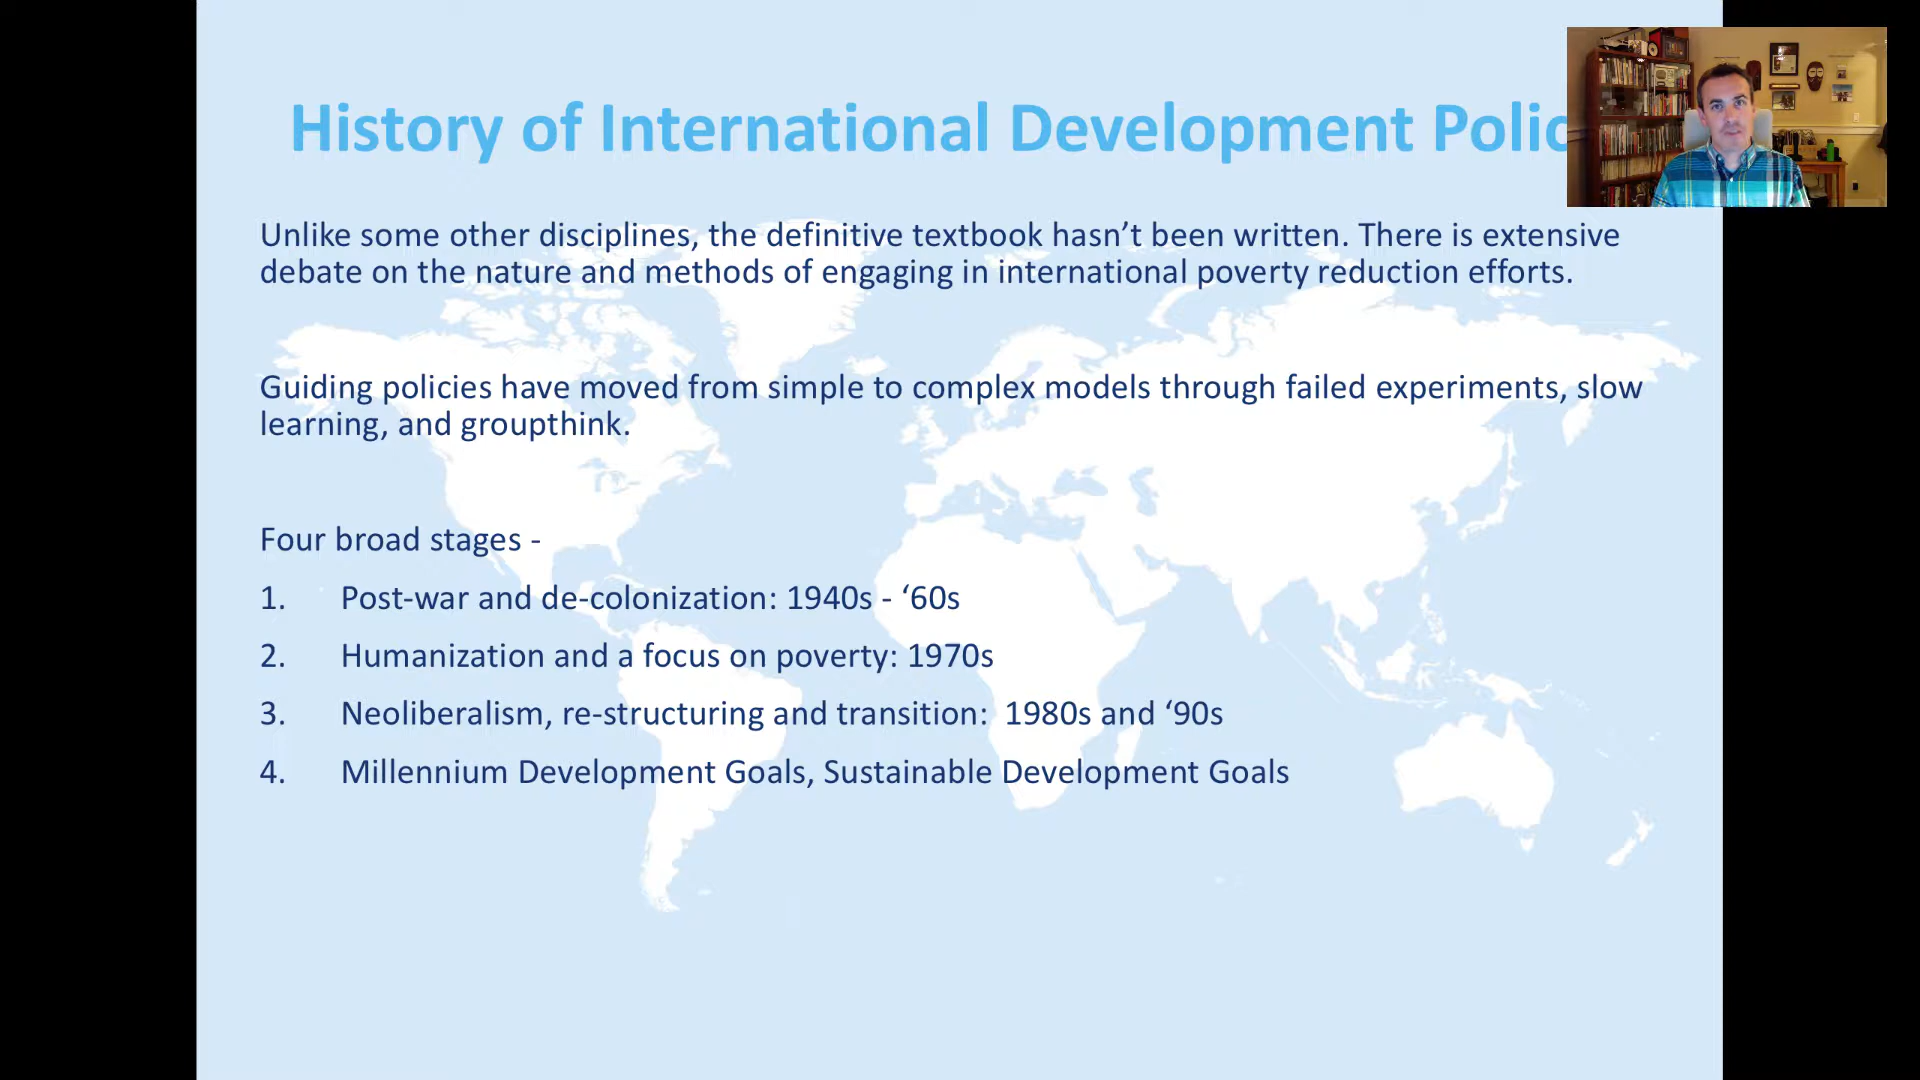 History of International Development Polic
Unlike some other disciplines, the definitive textbook hasn’t been written. There is extensive
debate on the nature and methods of engaging in international poverty reduction efforts.
Guiding policies have moved from simple to complex models through failed experiments, slow
learning, and groupthink.
Four broad stages -
1. Post-war and de-colonization: 1940s - ‘60s
2. Humanization and a focus on poverty: 1970s
3. Neoliberalism, re-structuring and transition:  1980s and ‘90s
4. Millennium Development Goals, Sustainable Development Goals